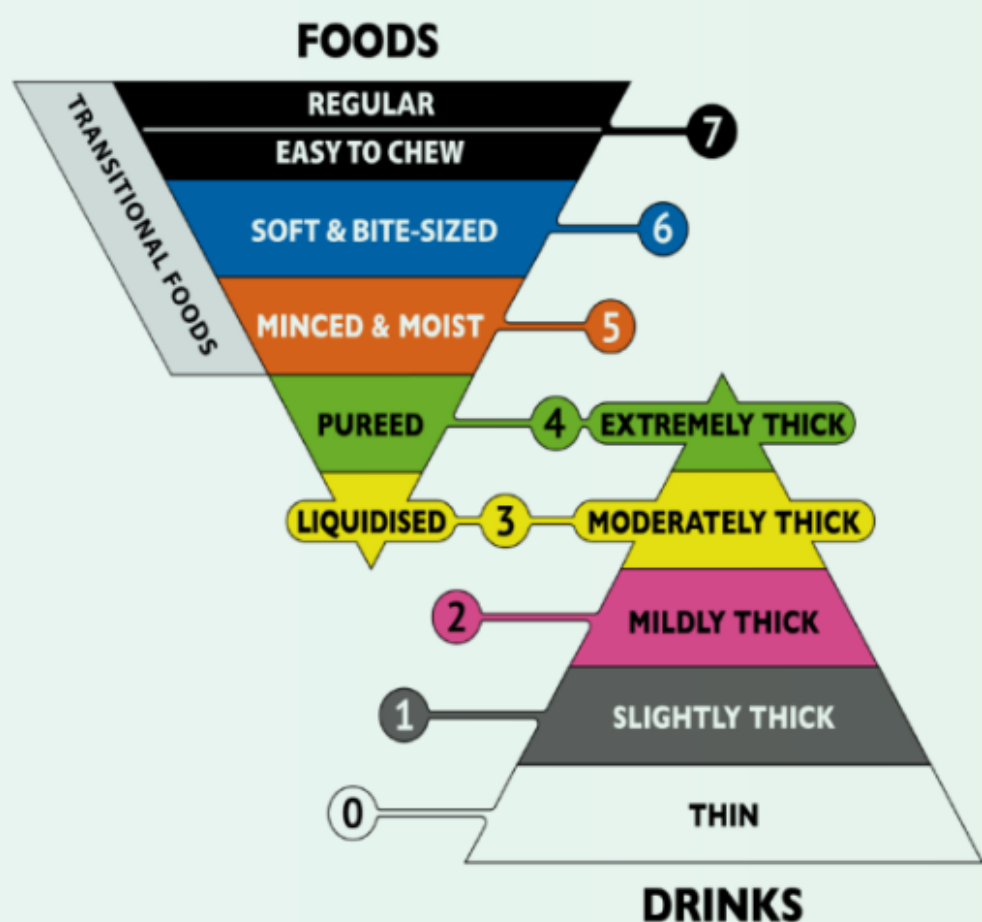 FOODS
TRANSITIONAL FOODS
REGULAR
EASY TO CHEW
7
SOFT & BITE-SIZED
6
MINCED & MOIST
5
PUREED
4
EXTREMELY THICK
LIQUIDISED
3
MODERATELY THICK
2
MILDLY THICK
1
SLIGHTLY THICK
0
THIN
DRINKS